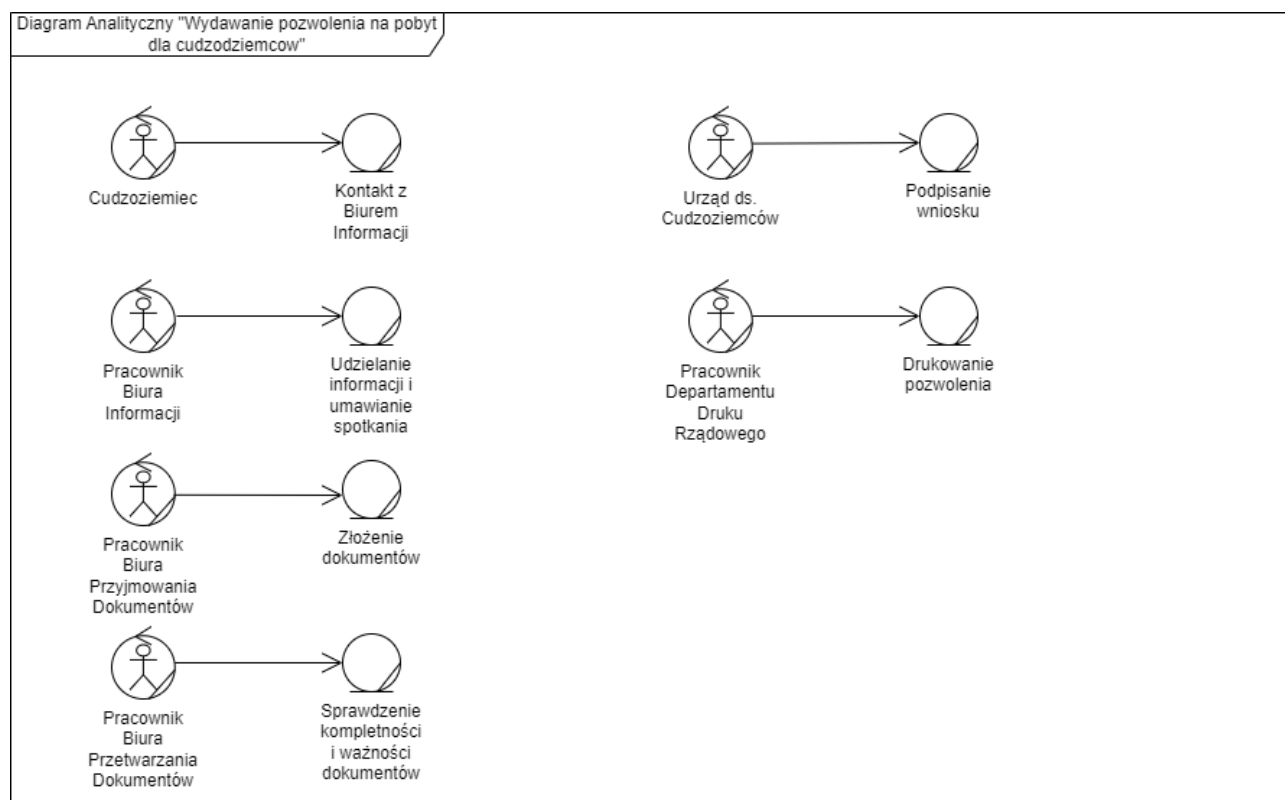 Diagram Analityczny "Wydawanie pozwolenia na pobyt
dla cudzodziemcow"
Cudzoziemiec
Kontakt z
Biurem
Informacji
Urząd ds.
Cudzoziemców
Podpisanie
wniosku
Pracownik
Biura
Informacji
Udzielanie
informacji i
umawianie
spotkania
Pracownik
Departamentu
Druku
Rządowego
Drukowanie
pozwolenia
Pracownik
Biura
Przyjmowania
Dokumentów
Złożenie
dokumentów
Pracownik
Biura
Przetwarzania
Dokumentów
Sprawdzenie
kompletności
i ważności
dokumentów